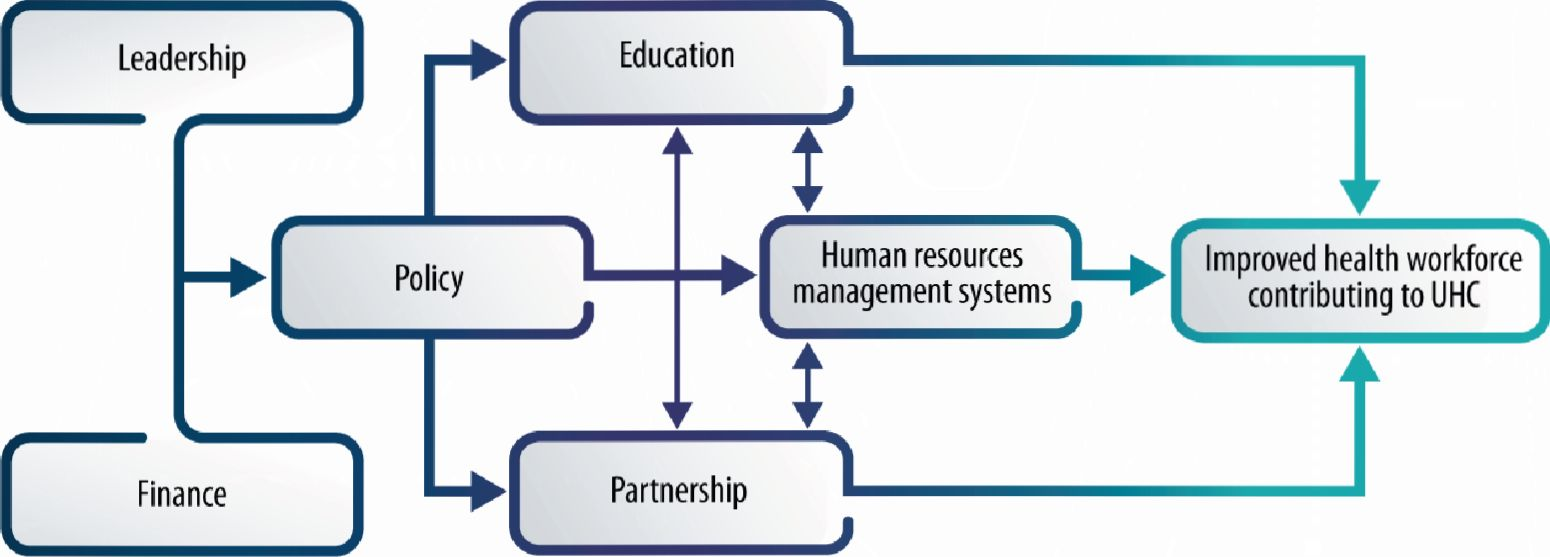 Leadership
Education
Policy
Human resources
management systems
Improved health workforce
contributing to UHC
Finance
Partnership